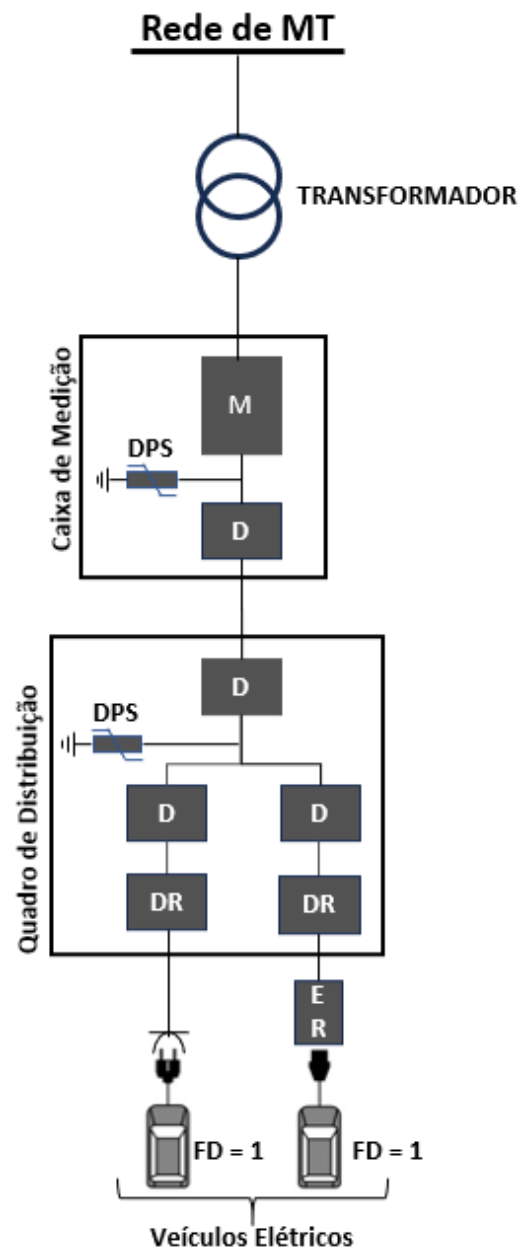 Rede de MT
TRANSFORMADOR
Caixa de Medição
M
DPS
D
Quadro de Distribuição
D
DPS
D
D
DR
DR
E
R
FD = 1
FD = 1
Veículos Elétricos